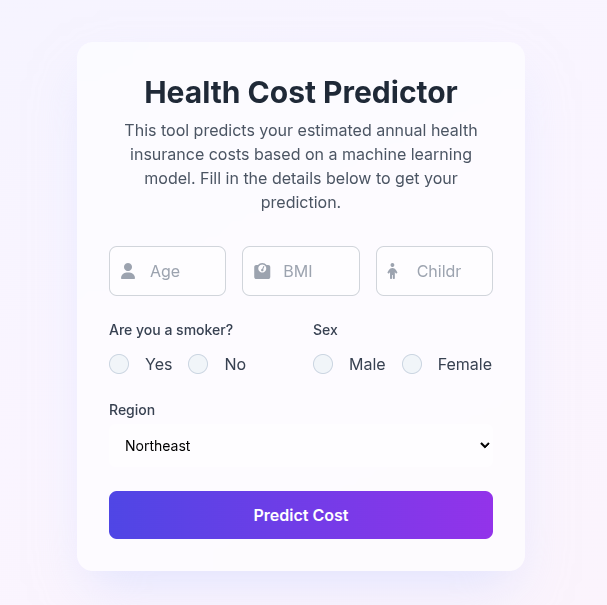 Health Cost Predictor
This tool predicts your estimated annual health
insurance costs based on a machine learning
model. Fill in the details below to get your
prediction.
Age BMI Childr
Are you a smoker? Sex
Yes No Male Female
Region
Northeast
Predict Cost